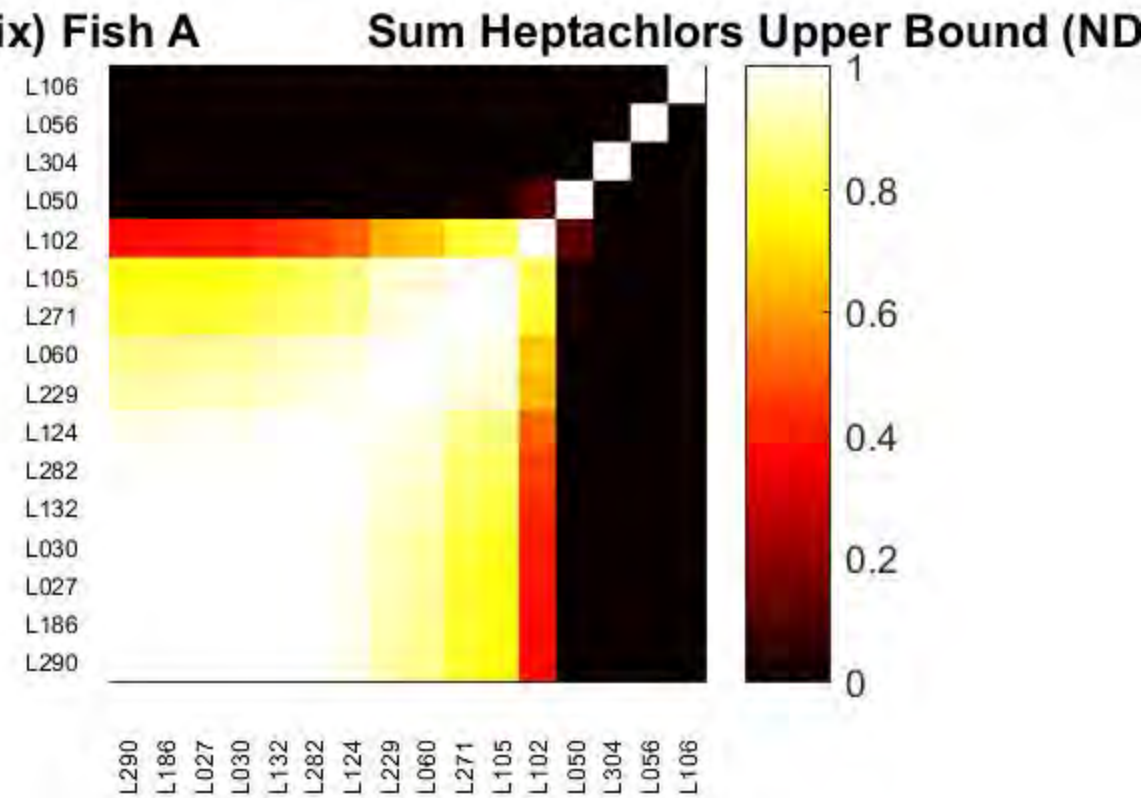 ix) Fish A Sum Heptachlors Upper Bound (ND
L106
L056
L304
L050
L102
L105
L271
L060
L229
L124
L282
L132
L030
L027
L186
L290
1
0.8
0.6
0.4
0.2
0
L290 L186 L027 L030 L132 L282 L124 L229 L060 L271 L105 L102 L050 L304 L056 L106